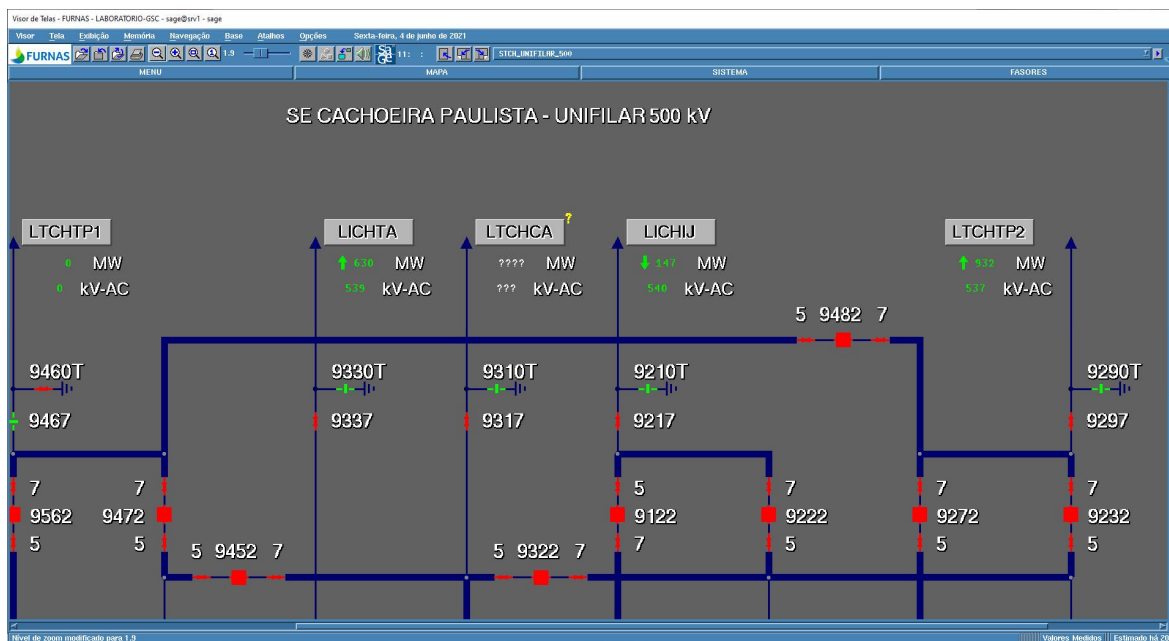 Visor de Telas - FURNAS - LABORATORIO-GSC - sage@srv1 - sage
Visor Tela Exibição Memória Navegação Base Atalhos Opções Sexta-feira, 4 de junho de 2021
FURNAS 1.9 SAGE 11: : STCH_UNIFILAR_500
MENU MAPA SISTEMA FASORES
SE CACHOEIRA PAULISTA - UNIFILAR 500 kV
LTCHTP1 LICHTA LTCHCA ? LICHIJ LTCHTP2
0 MW 630 MW ???? MW 147 MW 932 MW
0 kV-AC 539 kV-AC ??? kV-AC 540 kV-AC 537 kV-AC
5 9482 7
9460T 9330T 9310T 9210T 9290T
9467 9337 9317 9217 9297
7 7 5 7 7 7
9562 9472 9122 9222 9272 9232
5 5 7 5 5 5
5 9452 7 5 9322 7
Nível de zoom modificado para 1.9 Valores Medidos Estimado há 20